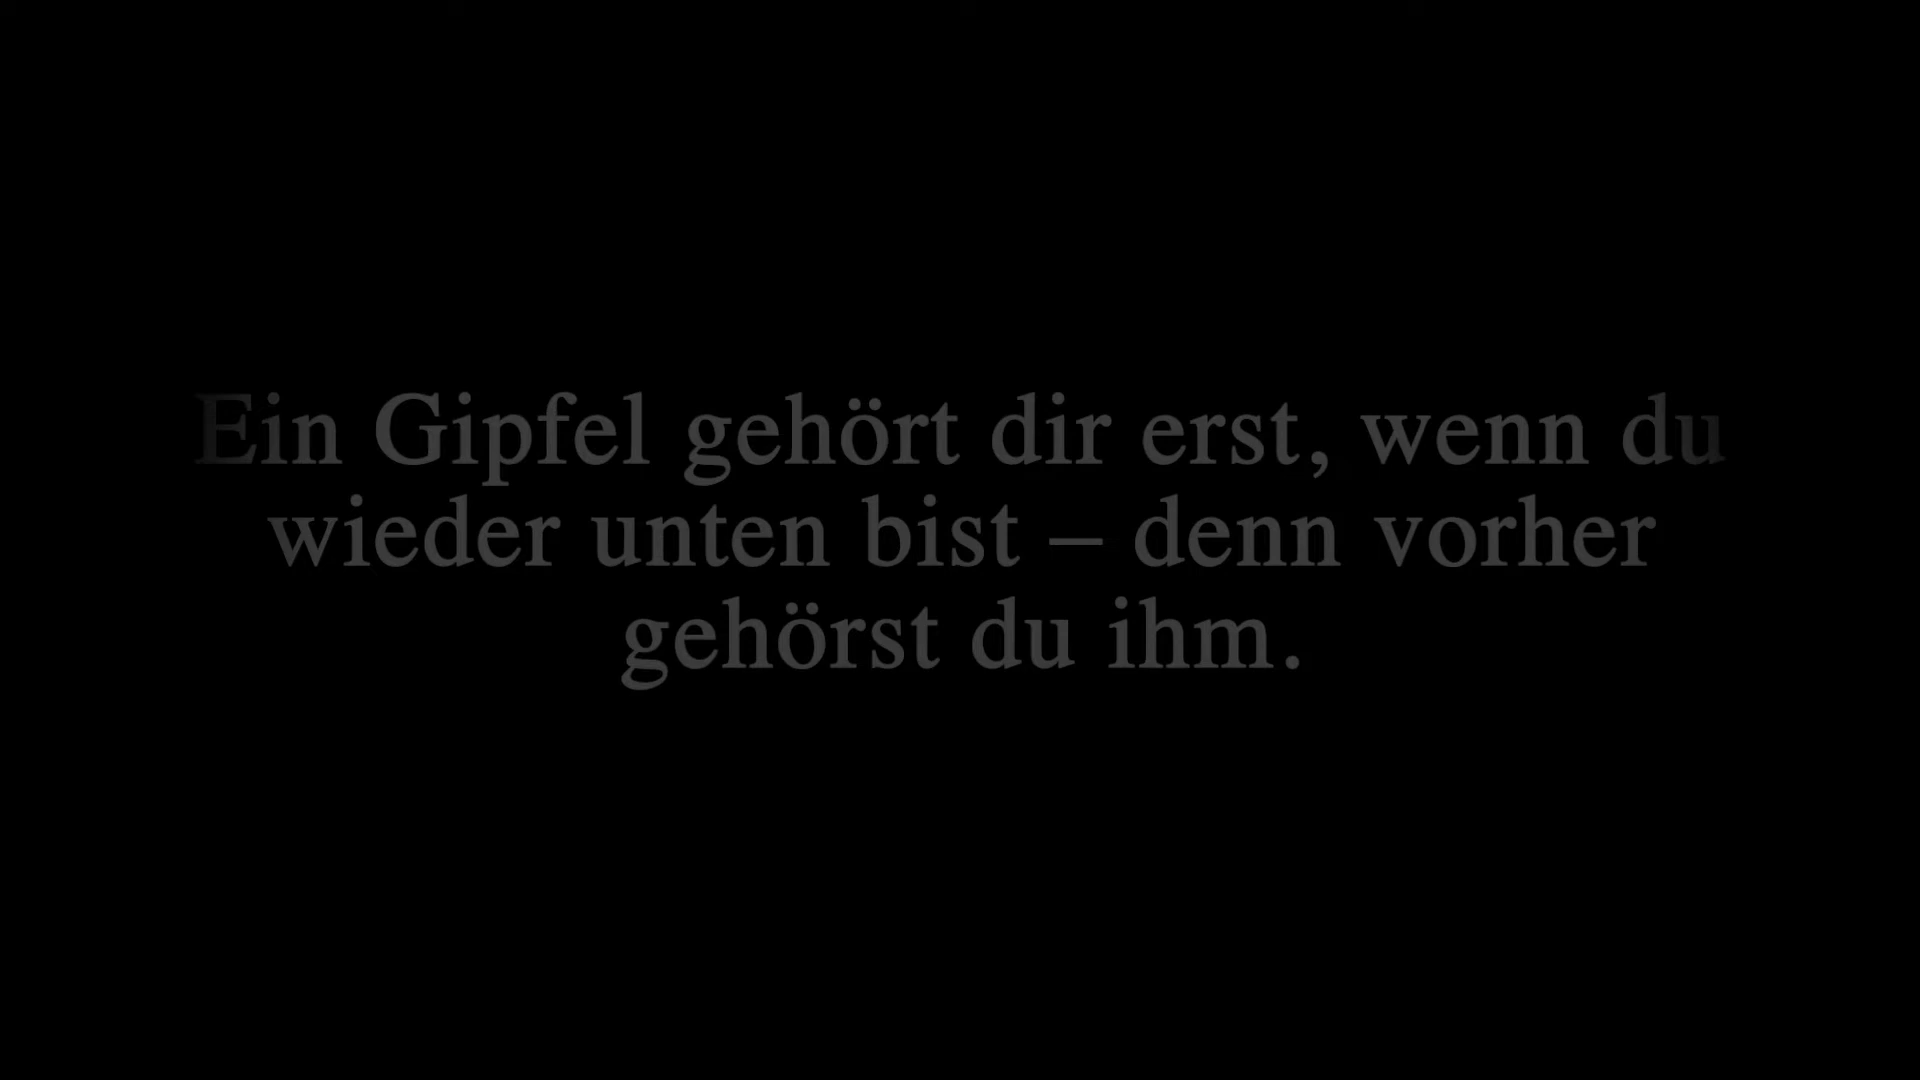 Ein Gipfel gehört dir erst, wenn du
wieder unten bist – denn vorher
gehörst du ihm.